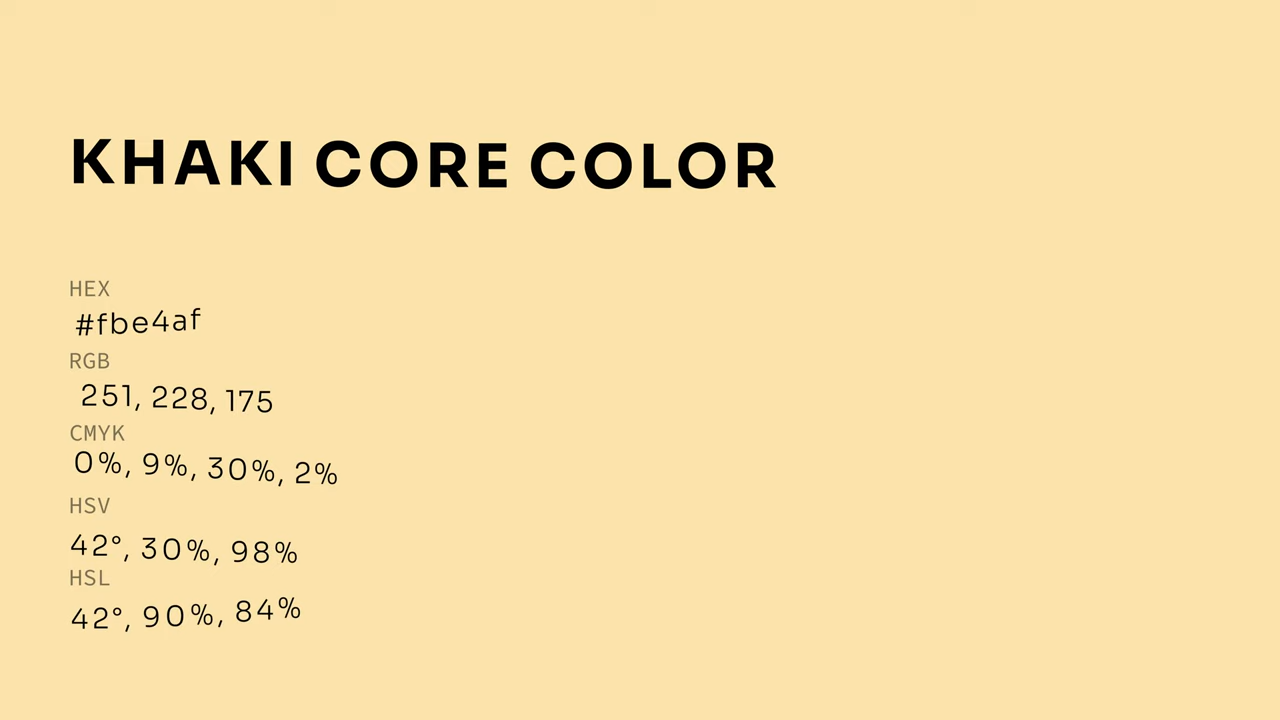 KHAKI CORE COLOR
HEX
#fbe4af
RGB
251, 228, 175
CMYK
0%, 9%, 30%, 2%
HSV
42°, 30%, 98%
HSL
42°, 90%, 84%